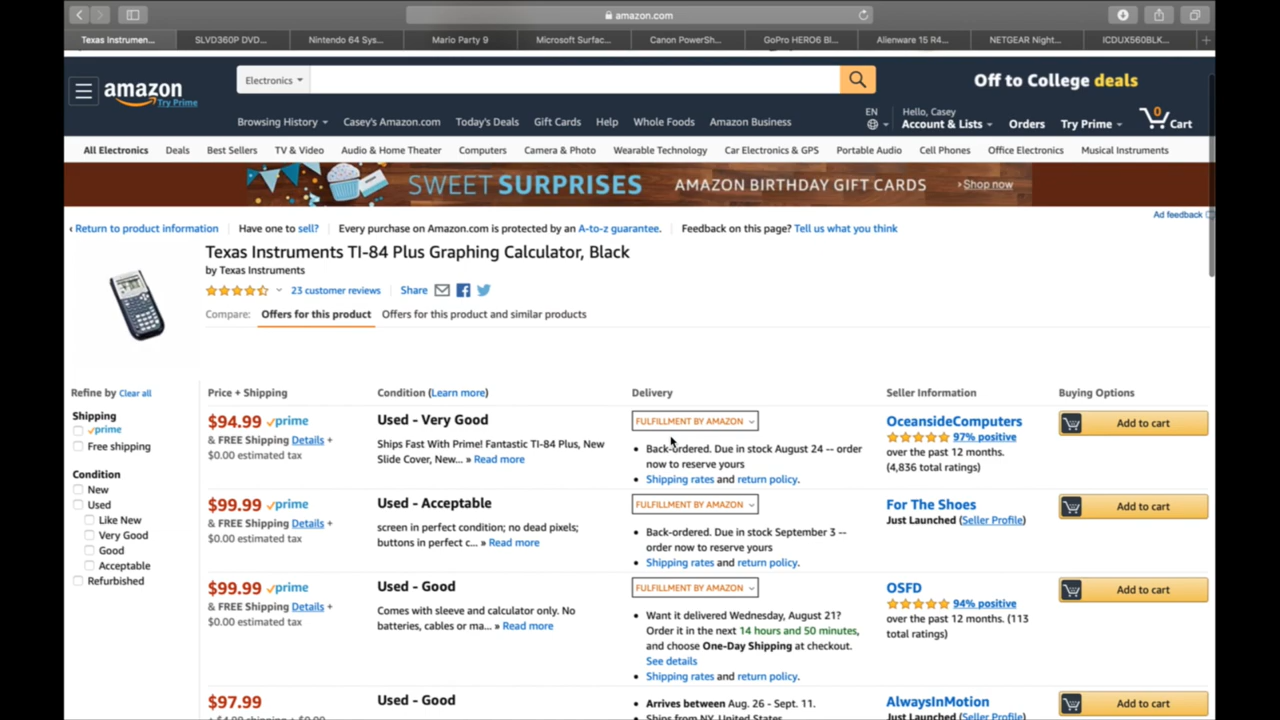 amazon.com
Texas Instrumen...
SLVD360P DVD...
Nintendo 64 Sys...
Mario Party 9
Microsoft Surfac...
Canon PowerSh...
GoPro HERO6 Bl...
Alienware 15 R4...
NETGEAR Night...
ICDUX560BLK...
amazon
Try Prime
Electronics
Off to College deals
Browsing History
Casey's Amazon.com
Today's Deals
Gift Cards
Help
Whole Foods
Amazon Business
EN
Hello, Casey
Account & Lists
Orders
Try Prime
0
Cart
All Electronics
Deals
Best Sellers
TV & Video
Audio & Home Theater
Computers
Camera & Photo
Wearable Technology
Car Electronics & GPS
Portable Audio
Cell Phones
Office Electronics
Musical Instruments
SWEET SURPRISES AMAZON BIRTHDAY GIFT CARDS ›Shop now
Ad feedback
‹ Return to product information
Have one to sell?
Every purchase on Amazon.com is protected by an A-to-z guarantee.
Feedback on this page? Tell us what you think
Texas Instruments TI-84 Plus Graphing Calculator, Black
by Texas Instruments
23 customer reviews
Share
Compare: Offers for this product Offers for this product and similar products
Refine by Clear all
Shipping
prime
Free shipping
Condition
New
Used
Like New
Very Good
Good
Acceptable
Refurbished
Price + Shipping
Condition (Learn more)
Delivery
Seller Information
Buying Options
$94.99 prime
& FREE Shipping Details +
$0.00 estimated tax
Used - Very Good
Ships Fast With Prime! Fantastic TI-84 Plus, New
Slide Cover, New... » Read more
FULFILLMENT BY AMAZON
Back-ordered. Due in stock August 24 -- order
now to reserve yours
Shipping rates and return policy.
OceansideComputers
97% positive
over the past 12 months.
(4,836 total ratings)
Add to cart
$99.99 prime
& FREE Shipping Details +
$0.00 estimated tax
Used - Acceptable
screen in perfect condition; no dead pixels;
buttons in perfect c... » Read more
FULFILLMENT BY AMAZON
Back-ordered. Due in stock September 3 --
order now to reserve yours
Shipping rates and return policy.
For The Shoes
Just Launched (Seller Profile)
Add to cart
$99.99 prime
& FREE Shipping Details +
$0.00 estimated tax
Used - Good
Comes with sleeve and calculator only. No
batteries, cables or ma... » Read more
FULFILLMENT BY AMAZON
Want it delivered Wednesday, August 21?
Order it in the next 14 hours and 50 minutes,
and choose One-Day Shipping at checkout.
See details
Shipping rates and return policy.
OSFD
94% positive
over the past 12 months. (113
total ratings)
Add to cart
$97.99
+ $4.99 shipping + $0.00
Used - Good
Arrives between Aug. 26 - Sept. 11.
Ships from NY, United States.
AlwaysInMotion
Just Launched (Seller Profile)
Add to cart